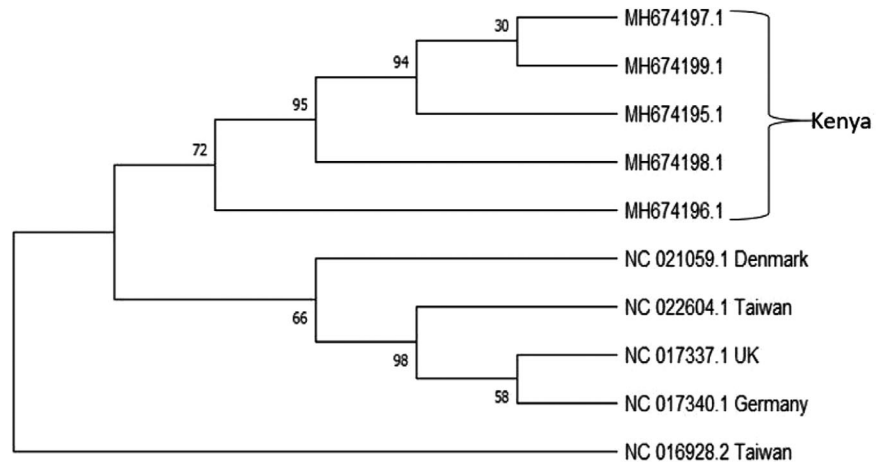 30
MH674197.1
94
MH674199.1
95
MH674195.1
Kenya
72
MH674198.1
MH674196.1
NC 021059.1 Denmark
66
NC 022604.1 Taiwan
98
NC 017337.1 UK
58
NC 017340.1 Germany
NC 016928.2 Taiwan